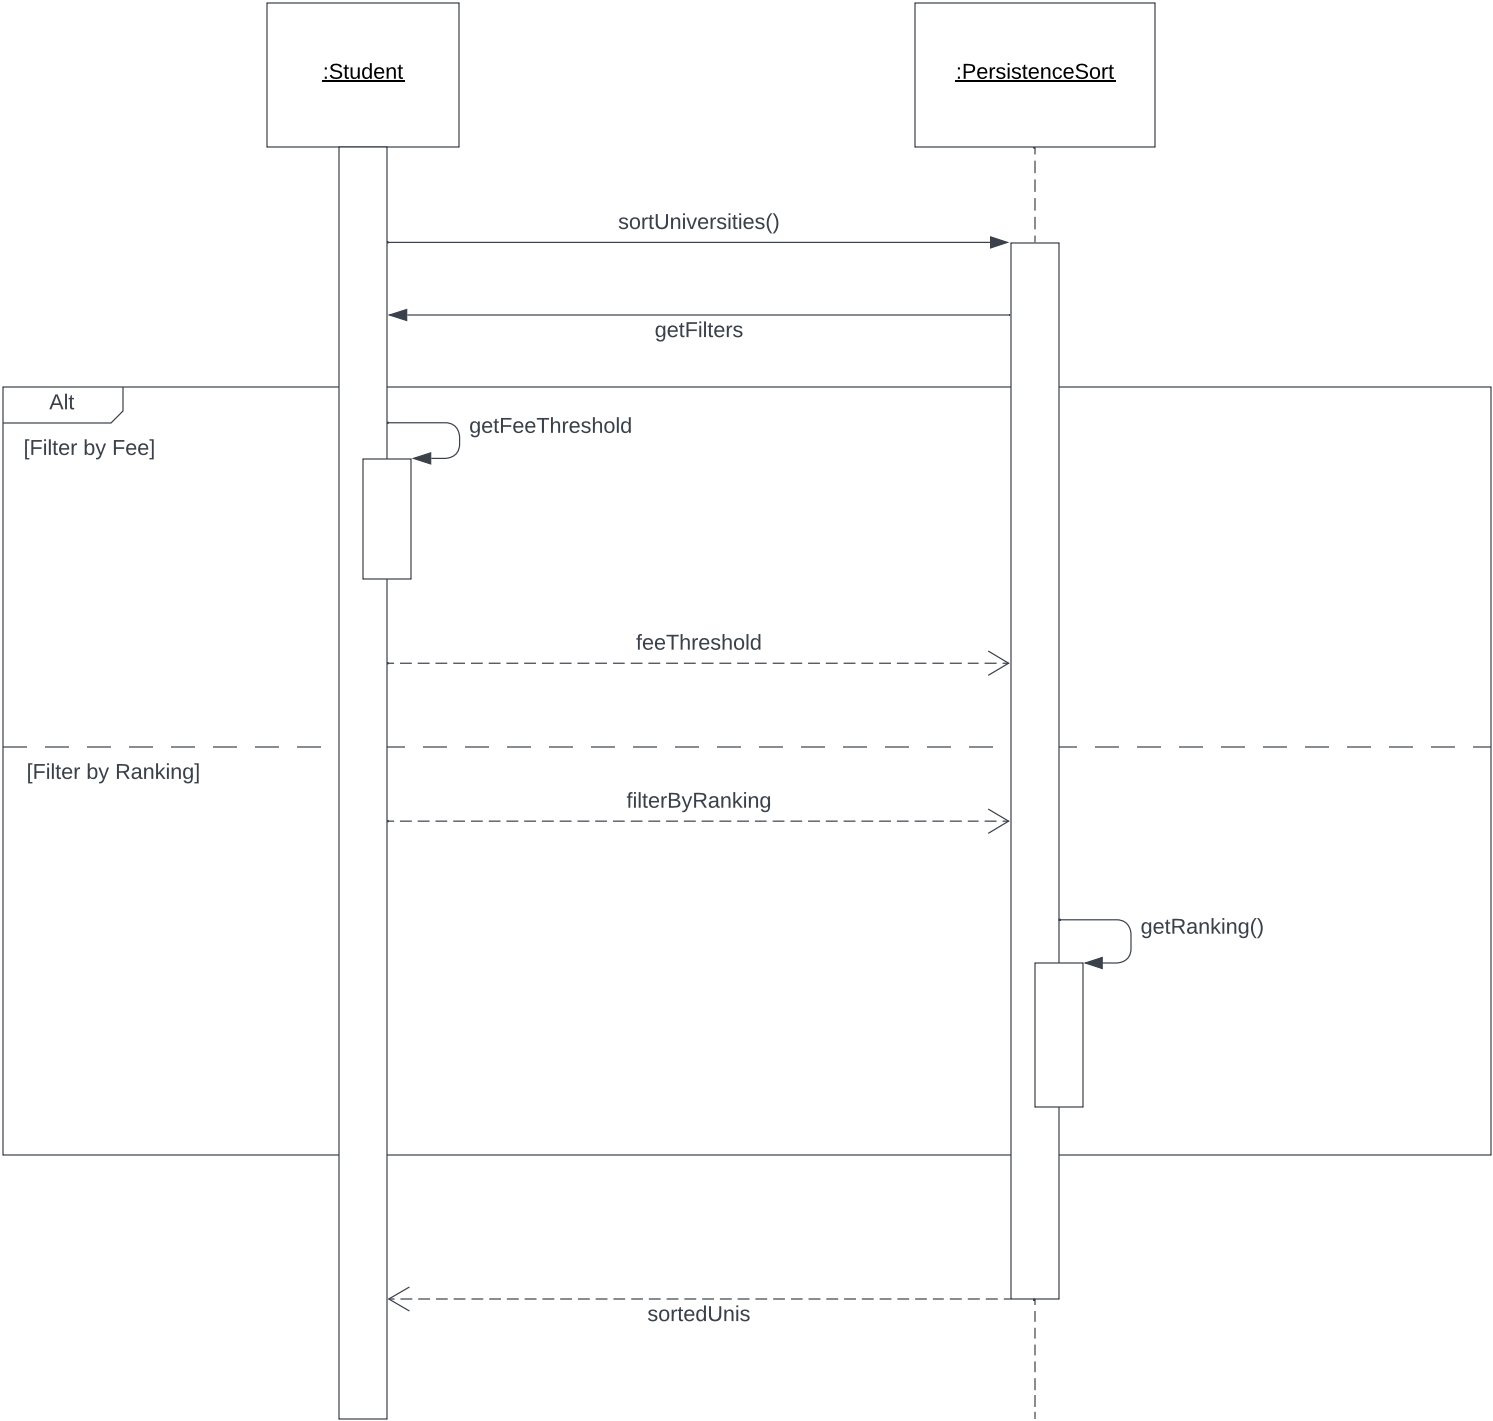 :Student
:PersistenceSort
sortUniversities()
getFilters
Alt
getFeeThreshold
[Filter by Fee]
feeThreshold
[Filter by Ranking]
filterByRanking
getRanking()
sortedUnis